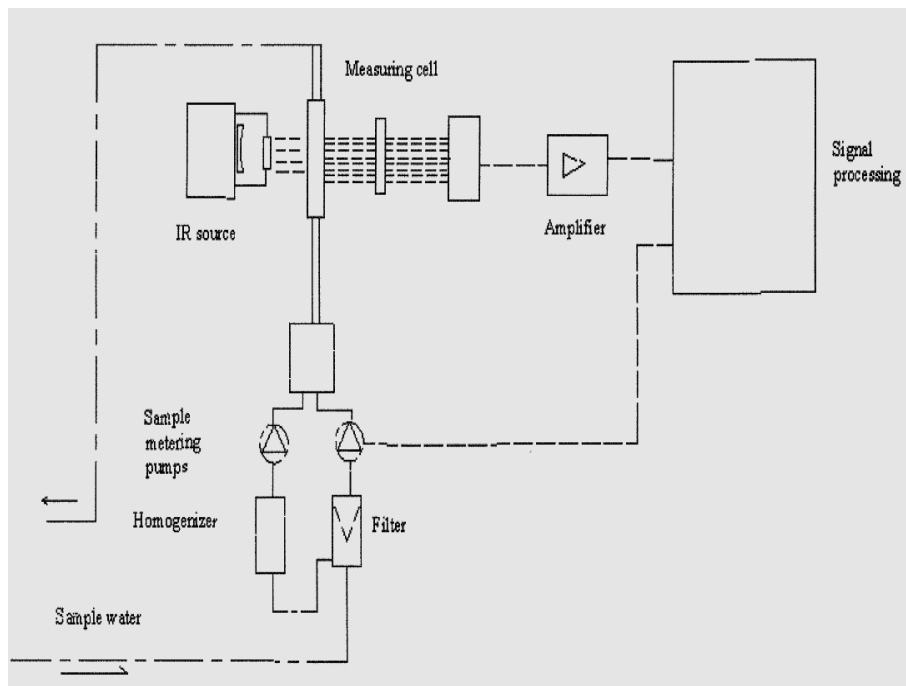 Measuring cell
Signal
processing
IR source
Amplifier
Sample
metering
pumps
Homogenizer
Filter
Sample water